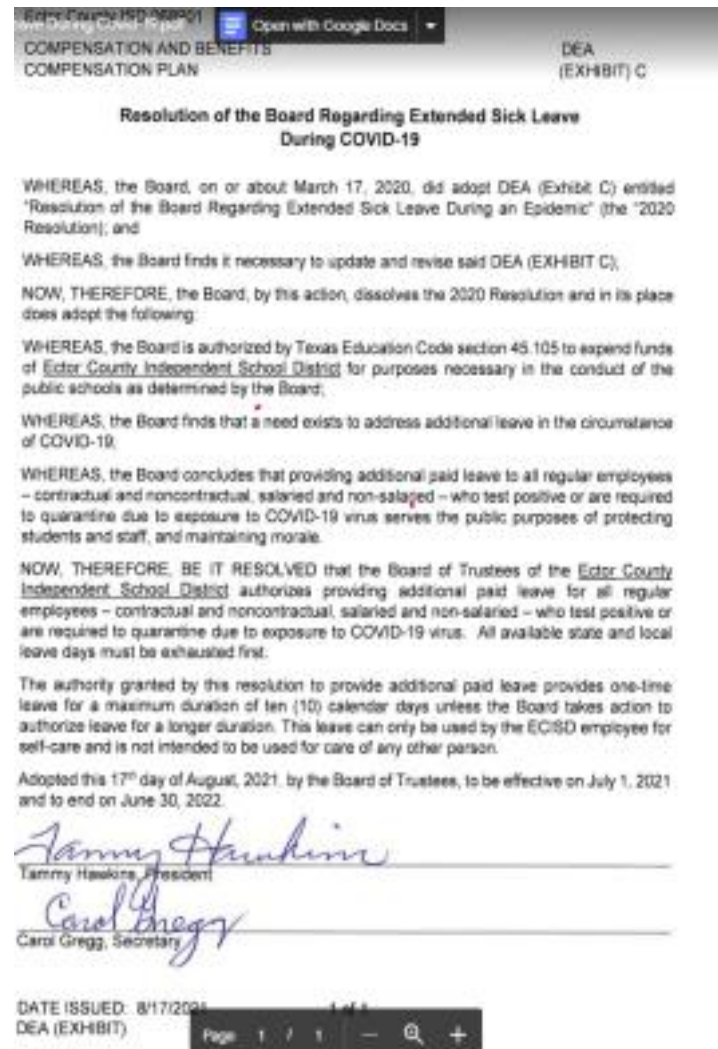 Ector County ISD 068901
ave During Covid-19.pdf
Open with Google Docs
COMPENSATION AND BENEFITS DEA
COMPENSATION PLAN (EXHIBIT) C
Resolution of the Board Regarding Extended Sick Leave
During COVID-19
WHEREAS, the Board, on or about March 17, 2020, did adopt DEA (Exhibit C) entitled
"Resolution of the Board Regarding Extended Sick Leave During an Epidemic" (the "2020
Resolution); and
WHEREAS, the Board finds it necessary to update and revise said DEA (EXHIBIT C);
NOW, THEREFORE, the Board, by this action, dissolves the 2020 Resolution and in its place
does adopt the following:
WHEREAS, the Board is authorized by Texas Education Code section 45.105 to expend funds
of Ector County Independent School District for purposes necessary in the conduct of the
public schools as determined by the Board;
WHEREAS, the Board finds that a need exists to address additional leave in the circumstance
of COVID-19;
WHEREAS, the Board concludes that providing additional paid leave to all regular employees
– contractual and noncontractual, salaried and non-salaried – who test positive or are required
to quarantine due to exposure to COVID-19 virus serves the public purposes of protecting
students and staff, and maintaining morale.
NOW, THEREFORE, BE IT RESOLVED that the Board of Trustees of the Ector County
Independent School District authorizes providing additional paid leave for all regular
employees – contractual and noncontractual, salaried and non-salaried – who test positive or
are required to quarantine due to exposure to COVID-19 virus. All available state and local
leave days must be exhausted first.
The authority granted by this resolution to provide additional paid leave provides one-time
leave for a maximum duration of ten (10) calendar days unless the Board takes action to
authorize leave for a longer duration. This leave can only be used by the ECISD employee for
self-care and is not intended to be used for care of any other person.
Adopted this 17th day of August, 2021, by the Board of Trustees, to be effective on July 1, 2021
and to end on June 30, 2022.
Tammy Hawkins
Tammy Hawkins, President
Carol Gregg
Carol Gregg, Secretary
DATE ISSUED: 8/17/2021 1 of 1
DEA (EXHIBIT)
Page 1 / 1